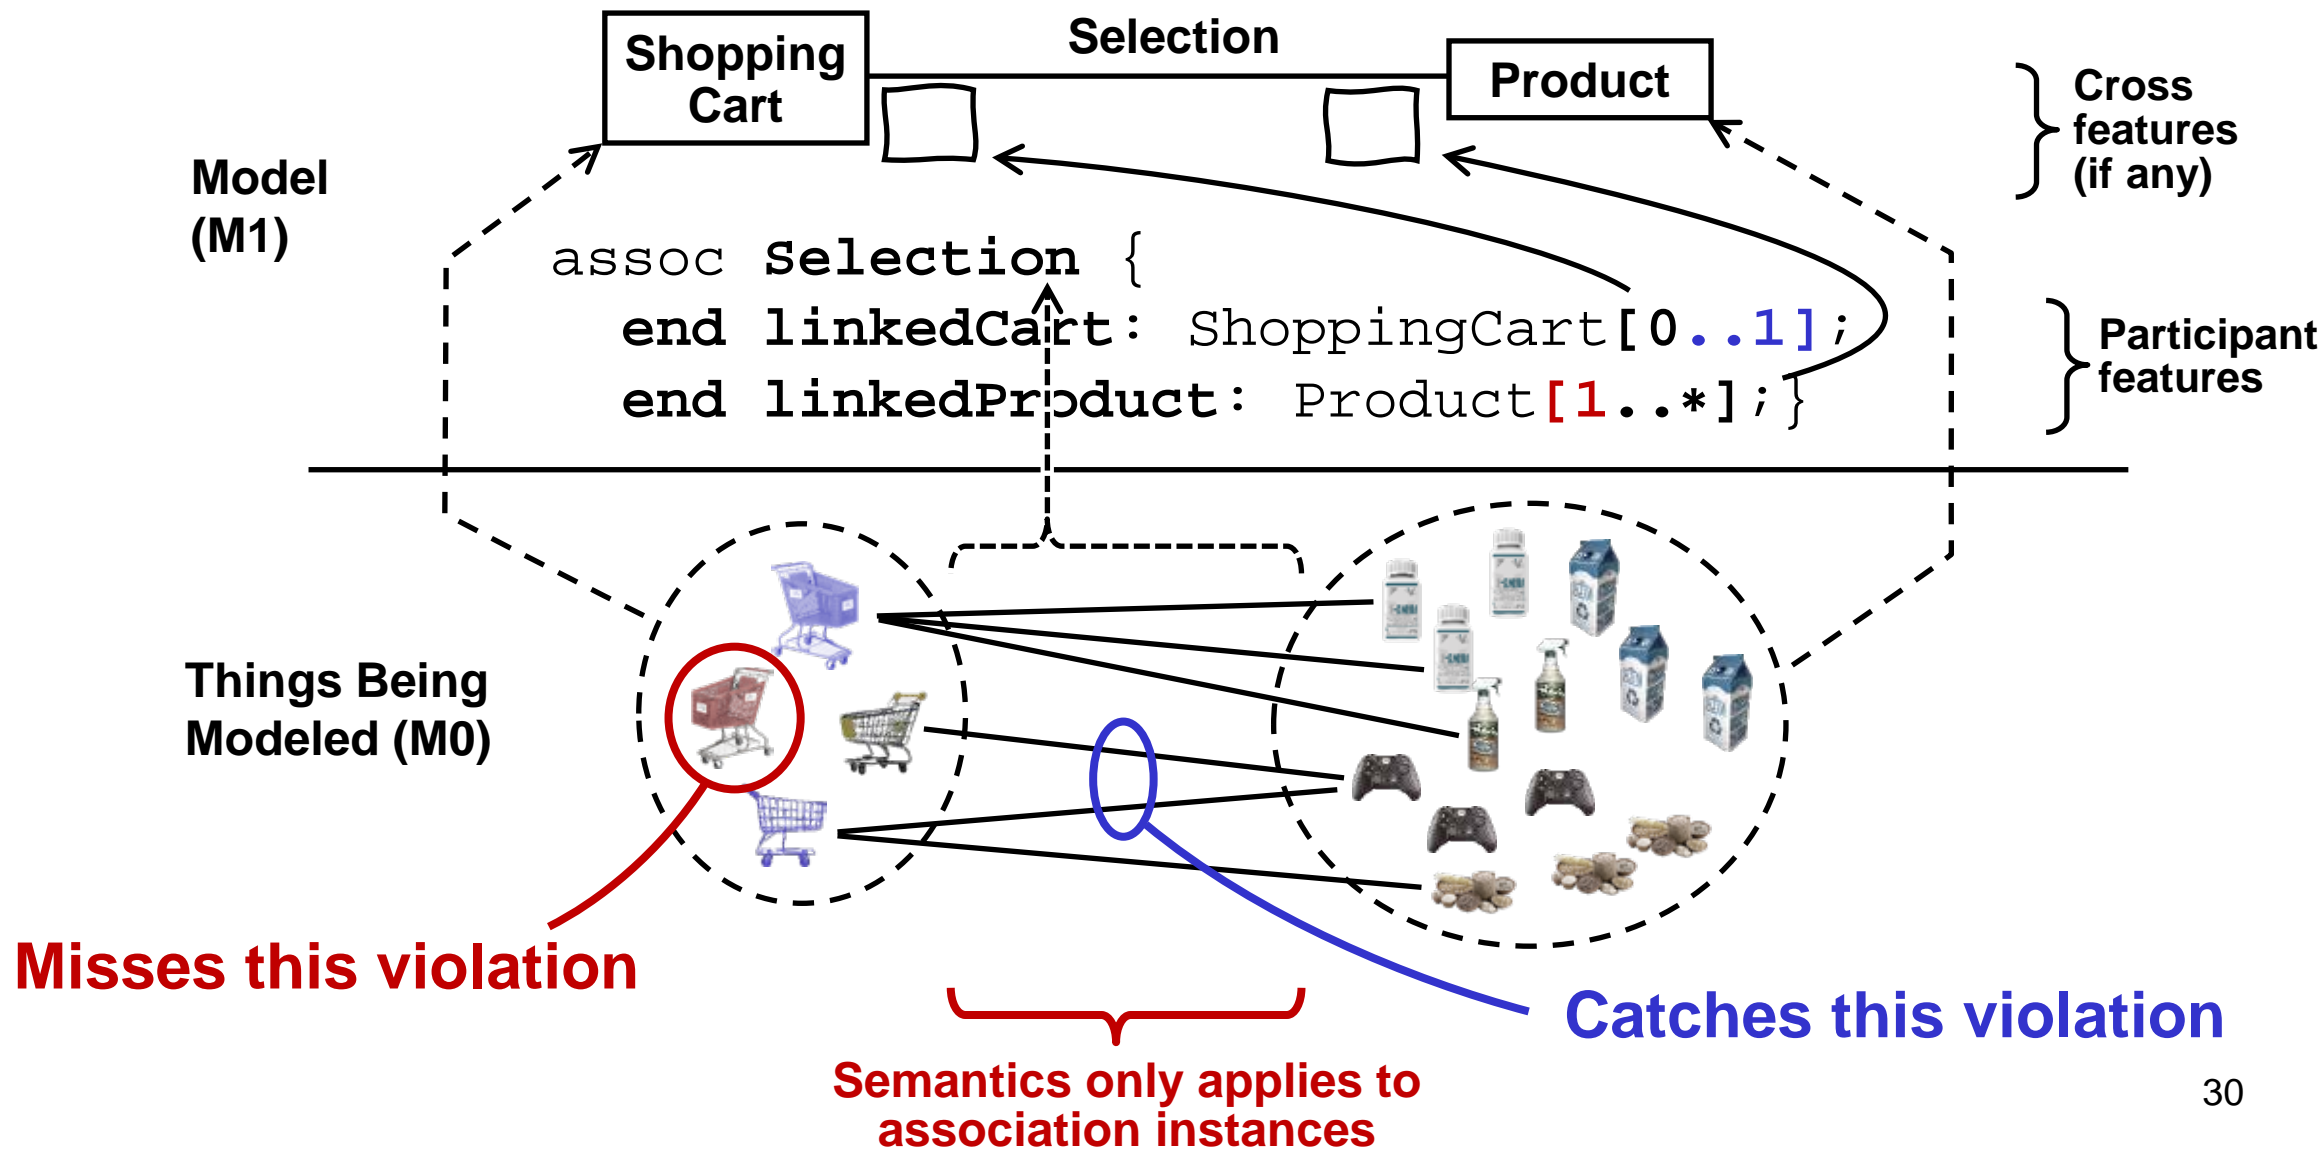 Shopping
Cart
Selection
Product
Cross
features
(if any)
Model
(M1)
assoc Selection {
end linkedCart: ShoppingCart[0..1];
end linkedProduct: Product[1..*];}
Participant
features
Things Being
Modeled (M0)
Misses this violation
Catches this violation
Semantics only applies to
association instances
30